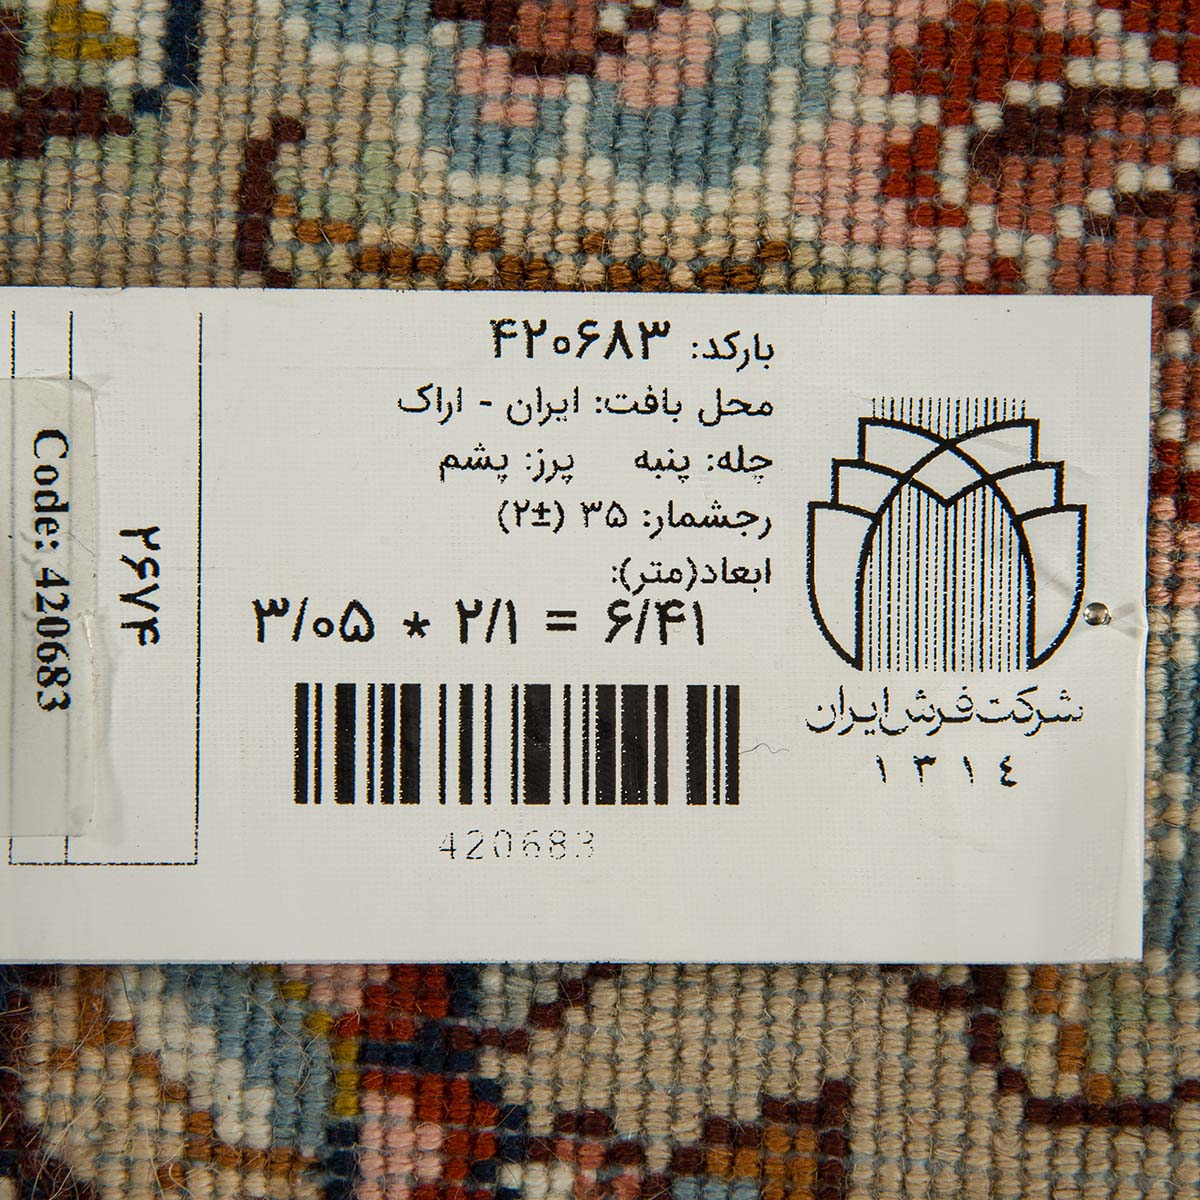 بارکد: ۴۲۰۶۸۳
محل بافت: ایران - اراک
چله: پنبه پرز: پشم
رجشمار: ۳۵ (±۲)
ابعاد(متر):
۳/۰۵ * ۲/۱ = ۶/۴۱
420683
شرکت فرش ایران
١٣١٤
۲۶۷۴
Code: 420683